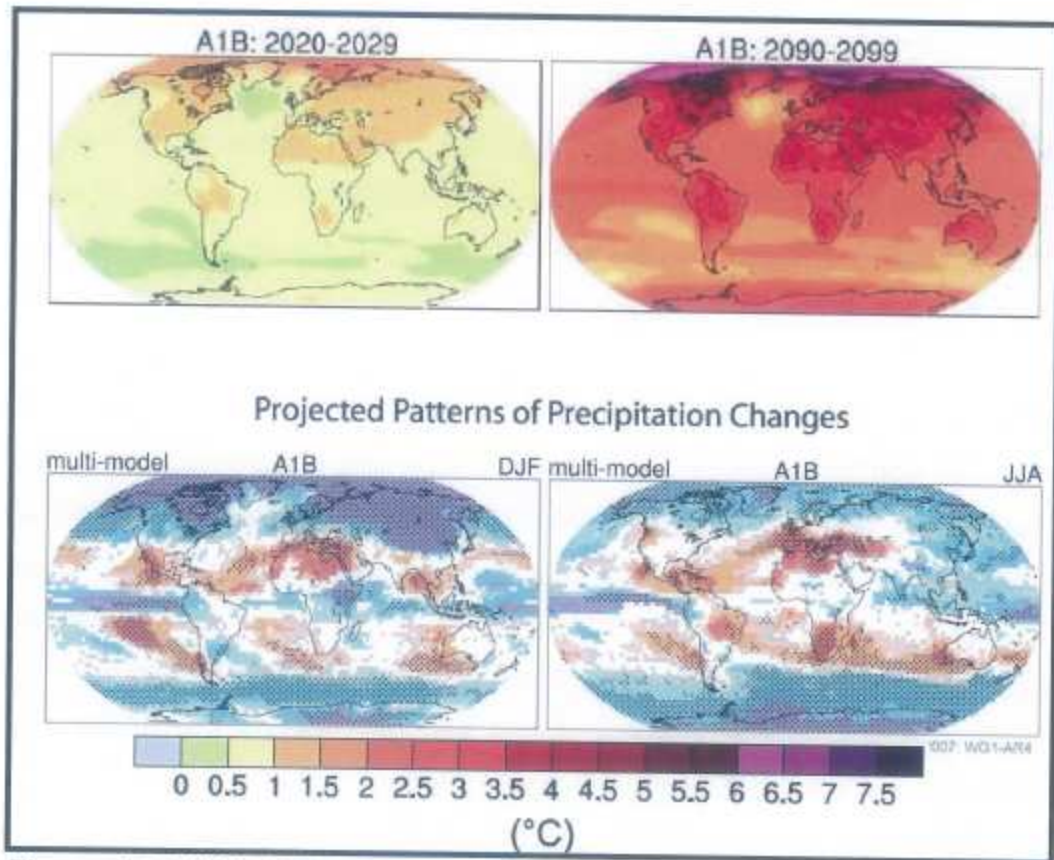 A1B: 2020-2029
A1B: 2090-2099
Projected Patterns of Precipitation Changes
multi-model A1B DJF
multi-model A1B JJA
0 0.5 1 1.5 2 2.5 3 3.5 4 4.5 5 5.5 6 6.5 7 7.5
(°C)